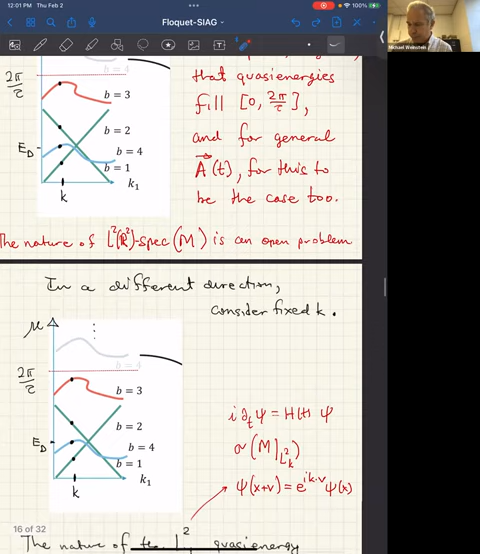 12:01 PM Thu Feb 2
Floquet-SIAG
Michael Weinstein
that quasienergies
fill [0, 2π/τ],
and for general
A⃗(t), for this to
be the case too.
b = 4
2π/τ
b = 3
b = 2
E_D
b = 4
b = 1
k₁
k
The nature of L²(ℝ²)-spec(M) is an open problem
In a different direction,
consider fixed k.
μ
b = 4
2π/τ
b = 3
b = 2
E_D
b = 4
b = 1
k₁
k
i∂ₜψ = H(t) ψ
σ(M|_{L²_k})
ψ(x+v) = e^{ik·v} ψ(x)
16 of 32
The nature of the L² quasienergy